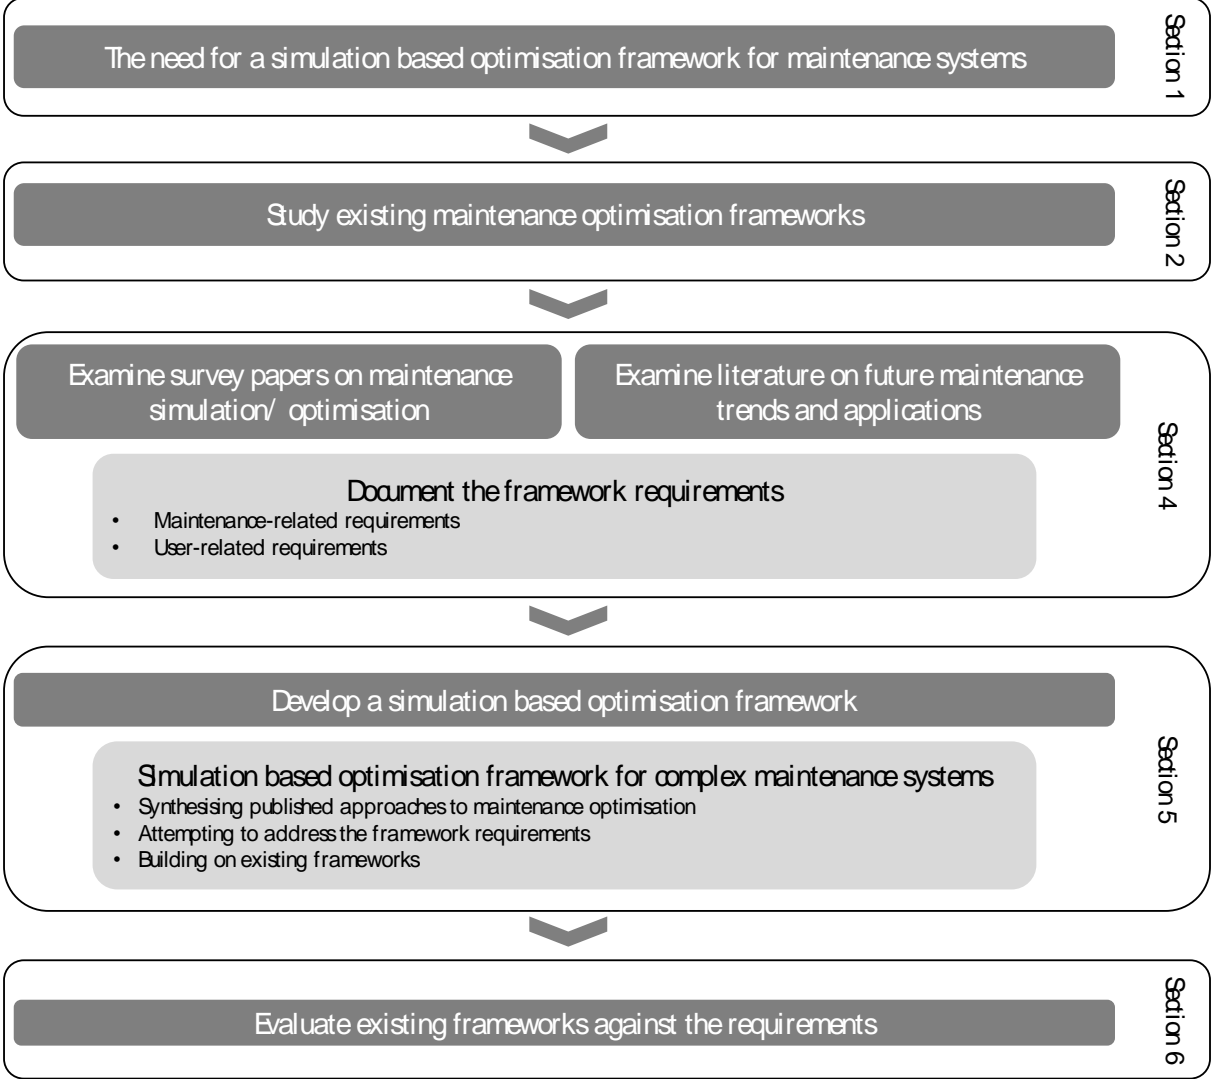 The need for a simulation based optimisation framework for maintenance systems
Section 1
Study existing maintenance optimisation frameworks
Section 2
Examine survey papers on maintenance
simulation/ optimisation
Examine literature on future maintenance
trends and applications
Document the framework requirements
• Maintenance-related requirements
• User-related requirements
Section 4
Develop a simulation based optimisation framework
Simulation based optimisation framework for complex maintenance systems
• Synthesising published approaches to maintenance optimisation
• Attempting to address the framework requirements
• Building on existing frameworks
Section 5
Evaluate existing frameworks against the requirements
Section 6